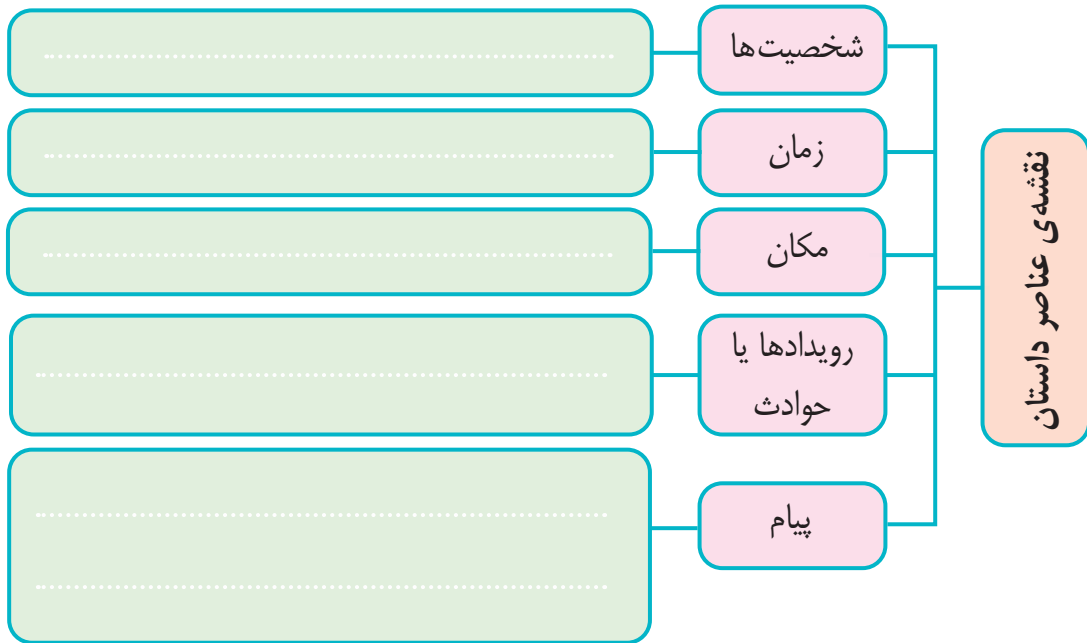 نقشه‌ی عناصر داستان
شخصیت‌ها
زمان
مکان
رویدادها یا
حوادث
پیام